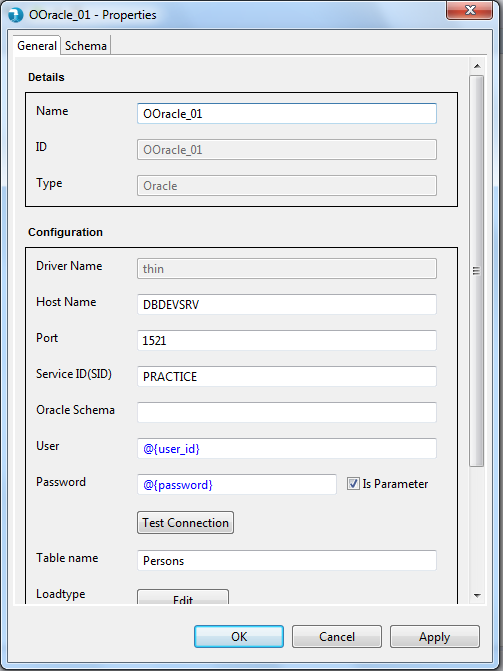 OOracle_01 - Properties
General Schema
Details
Name OOracle_01
ID OOracle_01
Type Oracle
Configuration
Driver Name thin
Host Name DBDEVSRV
Port 1521
Service ID(SID) PRACTICE
Oracle Schema
User @{user_id}
Password @{password} Is Parameter
Test Connection
Table name Persons
Loadtype Edit
OK Cancel Apply